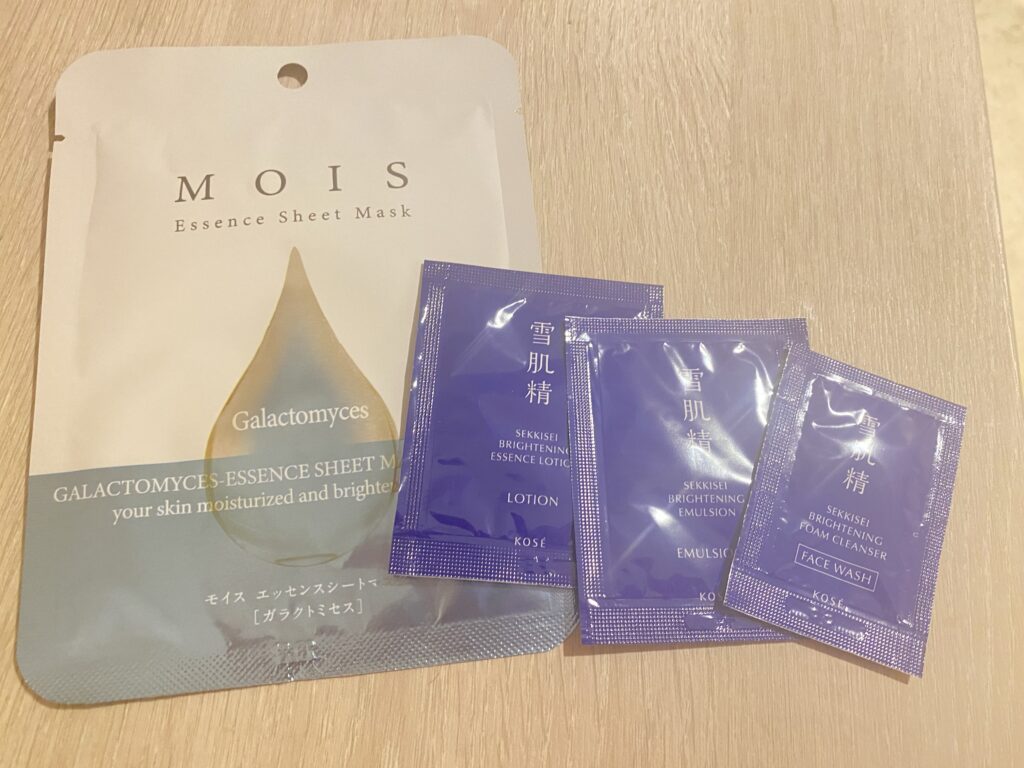 MOIS
Essence Sheet Mask
Galactomyces
GALACTOMYCES-ESSENCE SHEET M
your skin moisturized and brighte
モイス エッセンスシートマ
[ガラクトミセス]
雪肌精
SEKKISEI
BRIGHTENING
ESSENCE LOTIO
LOTION
KOSÉ
雪肌精
SEKKISEI
BRIGHTENING
EMULSION
EMULSIO
KO
雪肌精
SEKKISEI
BRIGHTENING
FOAM CLEANSER
FACE WASH
KOSÉ